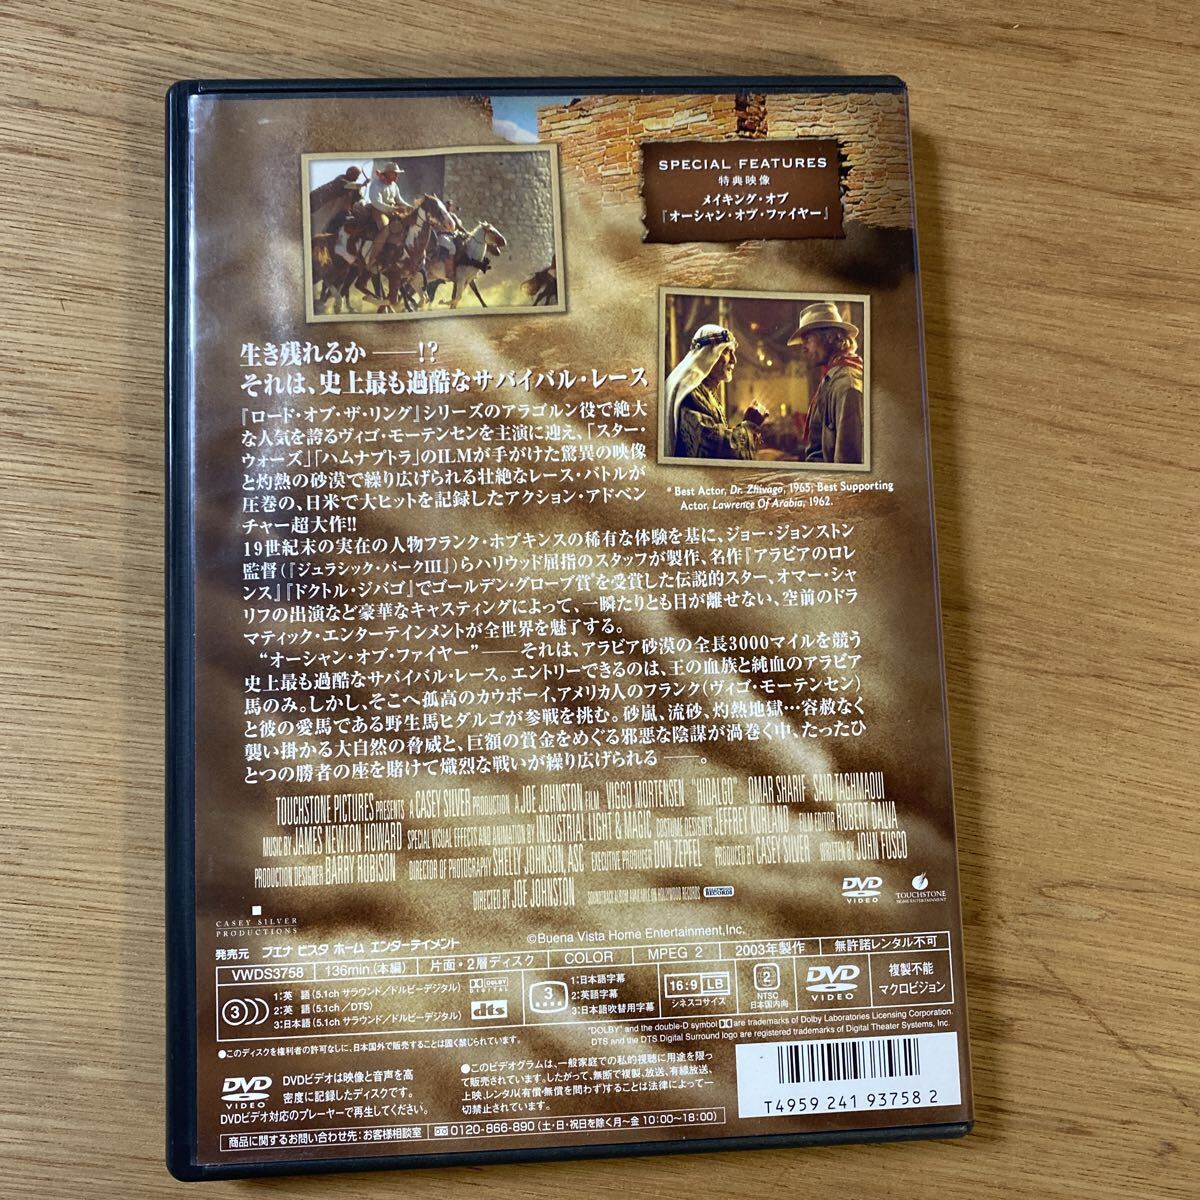 SPECIAL FEATURES
特典映像
メイキング・オブ
『オーシャン・オブ・ファイヤー』
生き残れるか ――!?
それは、史上最も過酷なサバイバル・レース
『ロード・オブ・ザ・リング』シリーズのアラゴルン役で絶大
な人気を誇るヴィゴ・モーテンセンを主演に迎え、「スター・
ウォーズ」「ハムナプトラ」のILMが手がけた驚異の映像
と灼熱の砂漠で繰り広げられる壮絶なレース・バトルが
圧巻の、日米で大ヒットを記録したアクション・アドベン
チャー超大作!!
* Best Actor, Dr. Zhivago, 1965; Best Supporting
Actor, Lawrence Of Arabia, 1962.
19世紀末の実在の人物フランク・ホプキンスの稀有な体験を基に、ジョー・ジョンストン
監督(『ジュラシック・パークIII』)らハリウッド屈指のスタッフが製作、名作『アラビアのロレ
ンス』『ドクトル・ジバゴ』でゴールデン・グローブ賞*を受賞した伝説的スター、オマー・シャ
リフの出演など豪華なキャスティングによって、一瞬たりとも目が離せない、空前のドラ
マティック・エンターテインメントが全世界を魅了する。
“オーシャン・オブ・ファイヤー”――それは、アラビア砂漠の全長3000マイルを競う
史上最も過酷なサバイバル・レース。エントリーできるのは、王の血族と純血のアラビア
馬のみ。しかし、そこへ孤高のカウボーイ、アメリカ人のフランク(ヴィゴ・モーテンセン)
と彼の愛馬である野生馬ヒダルゴが参戦を挑む。砂嵐、流砂、灼熱地獄…容赦なく
襲い掛かる大自然の脅威と、巨額の賞金をめぐる邪悪な陰謀が渦巻く中、たったひ
とつの勝者の座を賭けて熾烈な戦いが繰り広げられる ――。
TOUCHSTONE PICTURES PRESENTS A CASEY SILVER PRODUCTION A JOE JOHNSTON FILM VIGGO MORTENSEN "HIDALGO" OMAR SHARIF SAID TAGHMAOUI
MUSIC BY JAMES NEWTON HOWARD SPECIAL VISUAL EFFECTS AND ANIMATION BY INDUSTRIAL LIGHT & MAGIC COSTUME DESIGNER JEFFREY KURLAND FILM EDITOR ROBERT DALVA
PRODUCTION DESIGNER BARRY ROBISON DIRECTOR OF PHOTOGRAPHY SHELLY JOHNSON, ASC EXECUTIVE PRODUCER DON ZEPFEL PRODUCED BY CASEY SILVER WRITTEN BY JOHN FUSCO
DIRECTED BY JOE JOHNSTON SOUNDTRACK ALBUM AVAILABLE ON HOLLYWOOD RECORDS HOLLYWOOD RECORDS
DVD VIDEO
TOUCHSTONE
HOME ENTERTAINMENT
CASEY SILVER
PRODUCTIONS
©Buena Vista Home Entertainment,Inc.
発売元 ブエナ ビスタ ホーム エンターテイメント
VWDS3758 136min.(本編) 片面・2層ディスク COLOR MPEG 2 2003年製作 無許諾レンタル不可
3
1:英 語(5.1ch サラウンド/ドルビーデジタル)
2:英 語(5.1ch/DTS)
3:日本語(5.1ch サラウンド/ドルビーデジタル)
DOLBY DIGITAL
dts
3
1:日本語字幕
2:英語字幕
3:日本語吹替用字幕
16:9 LB
シネスコサイズ
2
NTSC
日本国内向
DVD VIDEO
複製不能
マクロビジョン
"DOLBY" and the double-D symbol are trademarks of Dolby Laboratories Licensing Corporation.
DTS and the DTS Digital Surround logo are registered trademarks of Digital Theater Systems, Inc.
●このディスクを権利者の許可なしに、日本国外で販売することは固く禁じられています。
DVD VIDEO
DVDビデオは映像と音声を高
密度に記録したディスクです。
DVDビデオ対応のプレーヤーで再生してください。
●このビデオグラムは、一般家庭での私的視聴に用途を限っ
て販売されています。したがって、無断で複製、放送、有線放送、
上映、レンタル(有償・無償を問わず)することは法律によって一
切禁止されています。
商品に関するお問い合わせ先:お客様相談室 0120-866-890(土・日・祝日を除く月~金 10:00~18:00)
T4959 241 93758 2